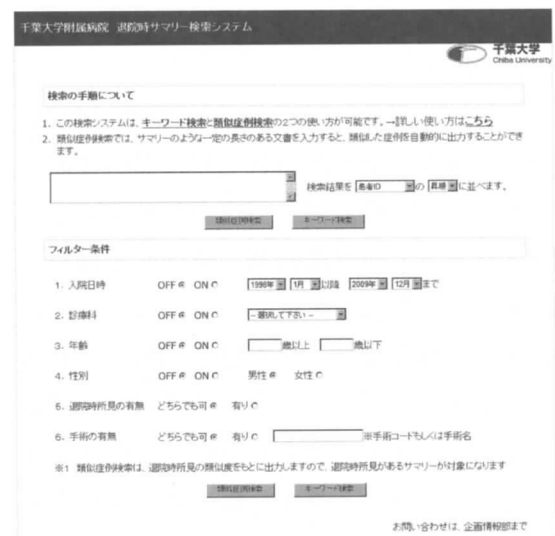 千葉大学附属病院 退院時サマリー検索システム
千葉大学
Chiba University
検索の手順について
1. この検索システムは、キーワード検索と類似症例検索の2つの使い方が可能です。→詳しい使い方はこちら
2. 類似症例検索では、サマリーのような一定の長さのある文書を入力すると、類似した症例を自動的に出力することができ
ます。
検索結果を 患者ID の 昇順 に並べます。
類似症例検索 キーワード検索
フィルター条件
1. 入院日時 OFF ON 1998年 1月 以降 2009年 12月 まで
2. 診療科 OFF ON - 選択して下さい -
3. 年齢 OFF ON 歳以上 歳以下
4. 性別 OFF ON 男性 女性
5. 退院時所見の有無 どちらでも可 有り
6. 手術の有無 どちらでも可 有り ※手術コードもしくは手術名
※1 類似症例検索は、退院時所見の類似度をもとに出力しますので、退院時所見があるサマリーが対象になります
類似症例検索 キーワード検索
お問い合わせは、企画情報部まで